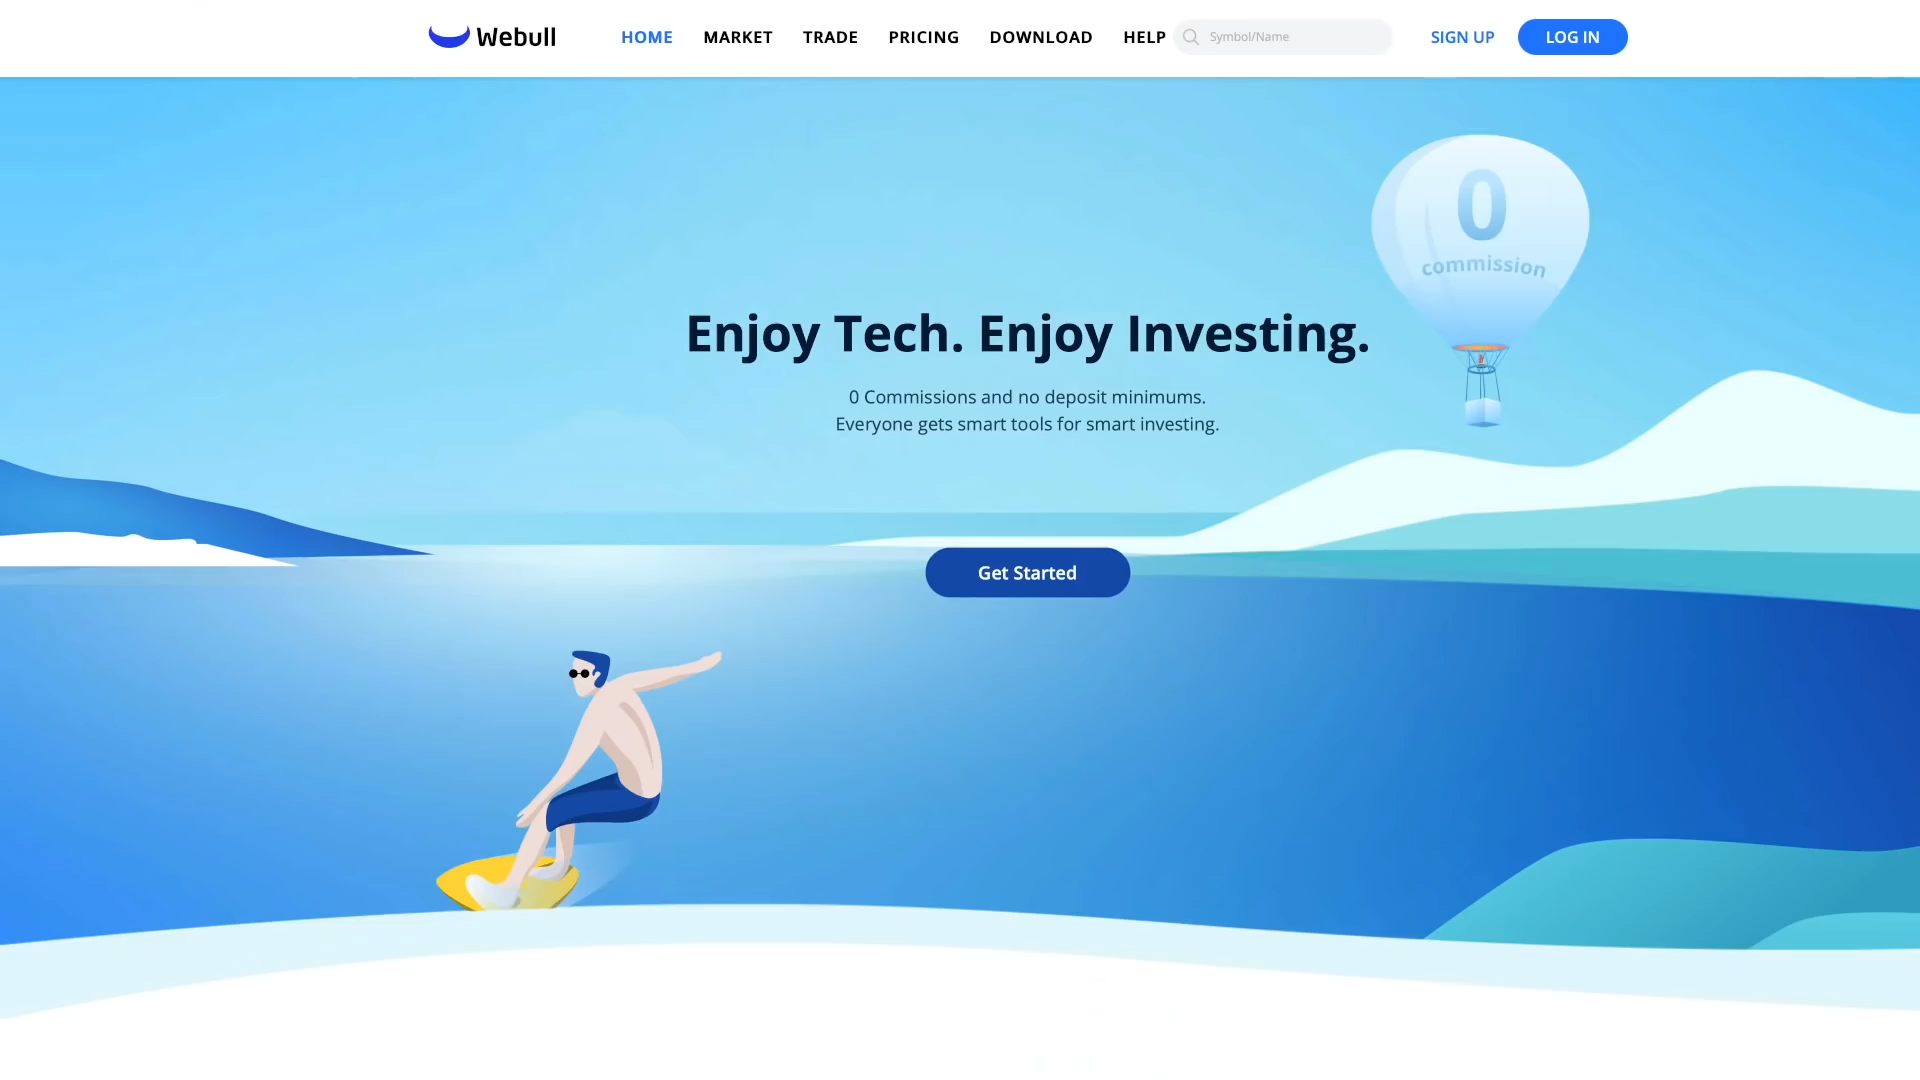 Webull
HOME MARKET TRADE PRICING DOWNLOAD HELP Symbol/Name SIGN UP LOG IN
0
commission
Enjoy Tech. Enjoy Investing.
0 Commissions and no deposit minimums.
Everyone gets smart tools for smart investing.
Get Started